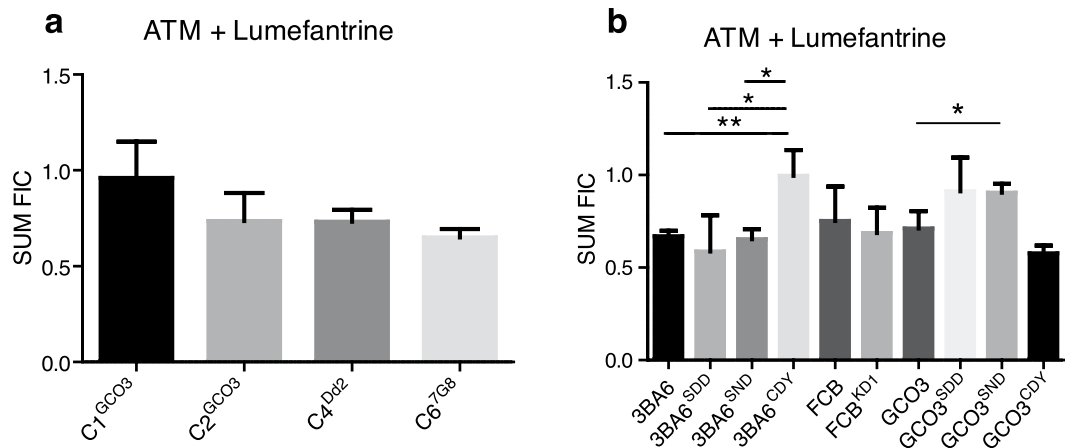 a
ATM + Lumefantrine
SUM FIC
1.5
1.0
0.5
0.0
C1GCO3
C2GCO3
C4Dd2
C67G8
b
ATM + Lumefantrine
SUM FIC
1.5
1.0
0.5
0.0
*
*
**
*
3BA6
3BA6SDD
3BA6SND
3BA6CDY
FCB
FCBKD1
GCO3
GCO3SDD
GCO3SND
GCO3CDY